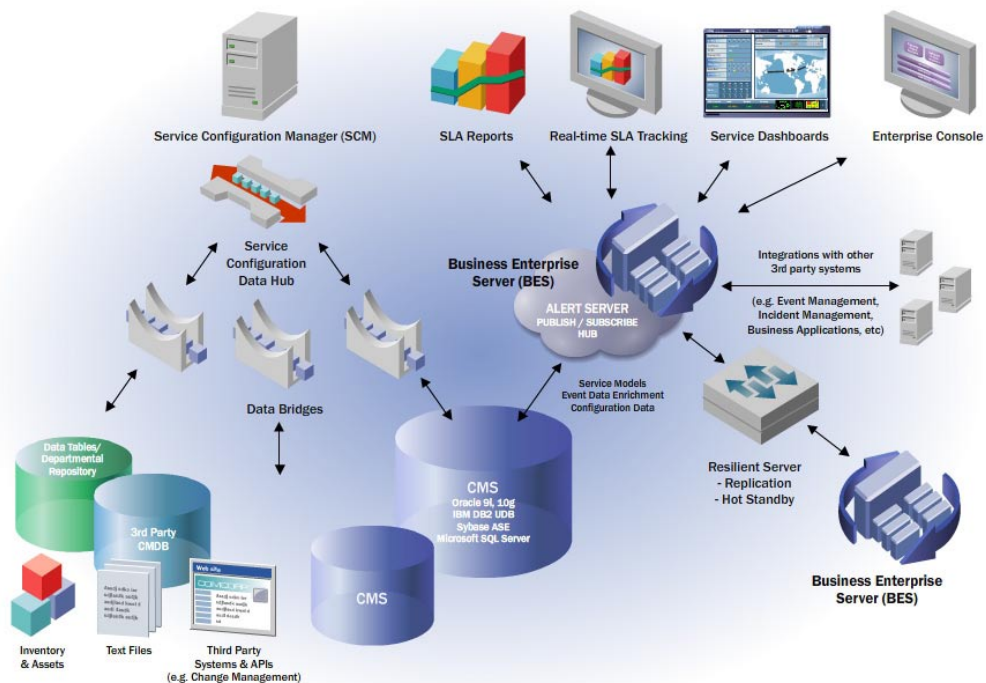 Service Configuration Manager (SCM)
SLA Reports
Real-time SLA Tracking
Service Dashboards
Enterprise Console
Service
Configuration
Data Hub
Business Enterprise
Server (BES)
ALERT SERVER
PUBLISH / SUBSCRIBE
HUB
Integrations with other
3rd party systems
(e.g. Event Management,
Incident Management,
Business Applications, etc)
Service Models
Event Data Enrichment
Configuration Data
Data Bridges
Data Tables/
Departmental
Repository
3rd Party
CMDB
CMS
Oracle 9i, 10g
IBM DB2 UDB
Sybase ASE
Microsoft SQL Server
CMS
Resilient Server
- Replication
- Hot Standby
Business Enterprise
Server (BES)
Web site
Inventory
& Assets
Text Files
Third Party
Systems & APIs
(e.g. Change Management)